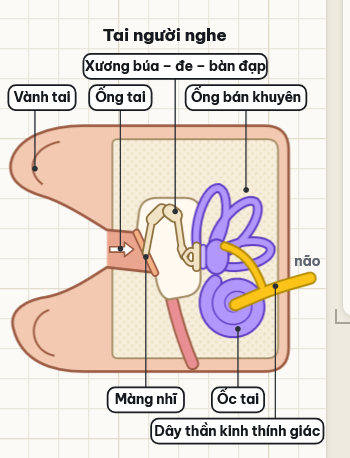 Tai người nghe
Xương búa – đe – bàn đạp
Vành tai
Ống tai
Ống bán khuyên
não
Màng nhĩ
Ốc tai
Dây thần kinh thính giác